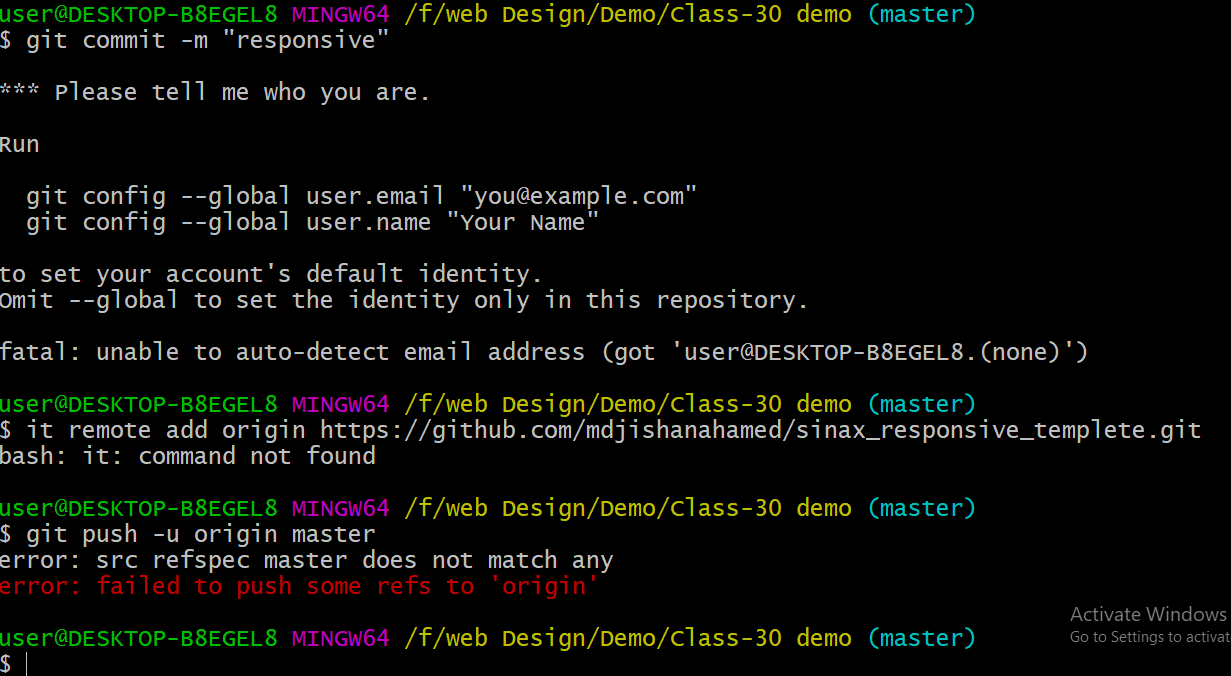 user@DESKTOP-B8EGEL8 MINGW64 /f/web Design/Demo/Class-30 demo (master)
$ git commit -m "responsive"
*** Please tell me who you are.
Run
git config --global user.email "you@example.com"
git config --global user.name "Your Name"
to set your account's default identity.
Omit --global to set the identity only in this repository.
fatal: unable to auto-detect email address (got 'user@DESKTOP-B8EGEL8.(none)')
user@DESKTOP-B8EGEL8 MINGW64 /f/web Design/Demo/Class-30 demo (master)
$ it remote add origin https://github.com/mdjishanahamed/sinax_responsive_templete.git
bash: it: command not found
user@DESKTOP-B8EGEL8 MINGW64 /f/web Design/Demo/Class-30 demo (master)
$ git push -u origin master
error: src refspec master does not match any
error: failed to push some refs to 'origin'
user@DESKTOP-B8EGEL8 MINGW64 /f/web Design/Demo/Class-30 demo (master)
$
Activate Windows
Go to Settings to activat